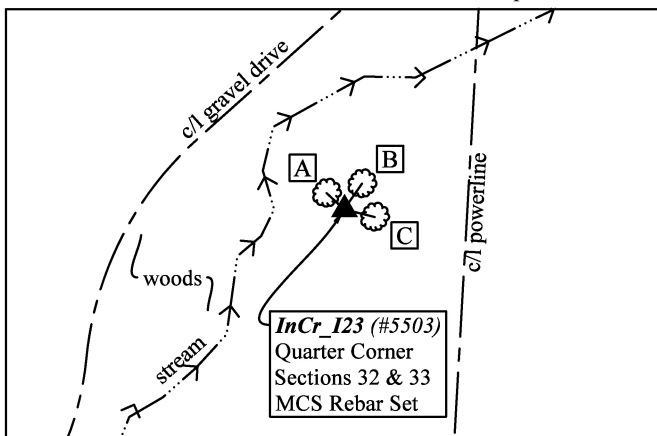 c/l gravel drive
A
B
C
c/l powerline
woods
stream
InCr_I23 (#5503)
Quarter Corner
Sections 32 & 33
MCS Rebar Set